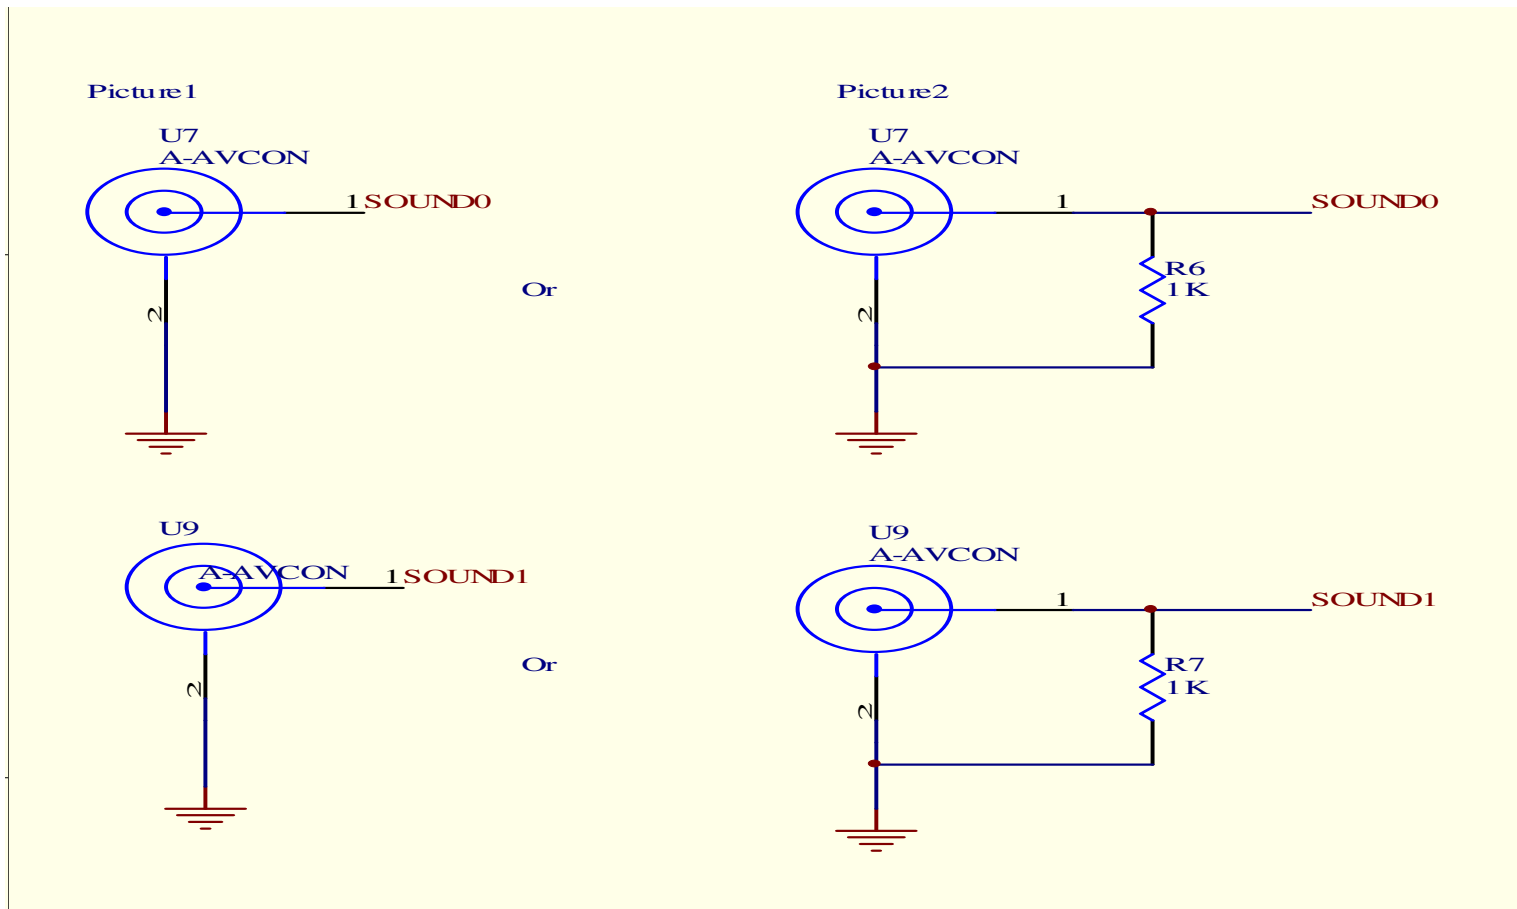 Picture1
Picture2
U7
A-AVCON
1 SOUND0
2
U7
A-AVCON
1
SOUND0
R6
1K
2
Or
U9
A-AVCON
1 SOUND1
2
U9
A-AVCON
1
SOUND1
R7
1K
2
Or